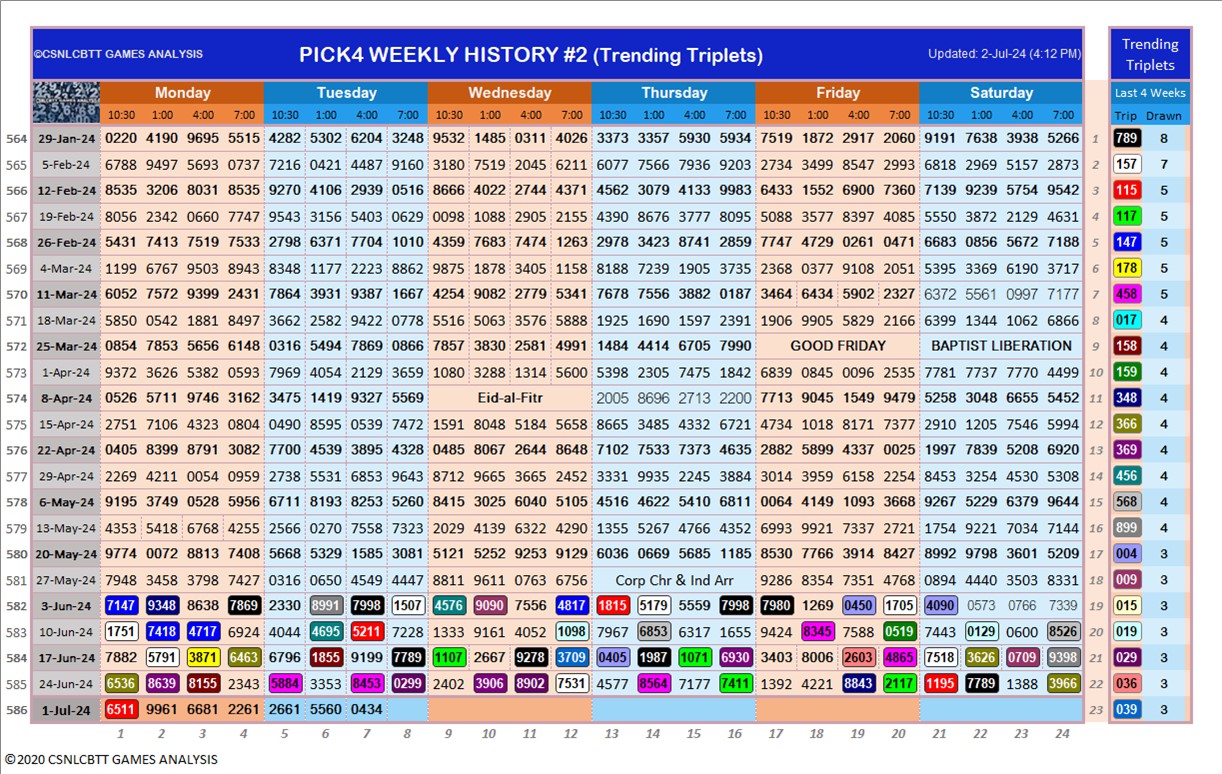 ©CSNLCBTT GAMES ANALYSIS PICK4 WEEKLY HISTORY #2 (Trending Triplets) Updated: 2-Jul-24 (4:12 PM) Trending Triplets
Monday Tuesday Wednesday Thursday Friday Saturday Last 4 Weeks
10:30 1:00 4:00 7:00 10:30 1:00 4:00 7:00 10:30 1:00 4:00 7:00 10:30 1:00 4:00 7:00 10:30 1:00 4:00 7:00 10:30 1:00 4:00 7:00 Trip Drawn
564 29-Jan-24 0220 4190 9695 5515 4282 5302 6204 3248 9532 1485 0311 4026 3373 3357 5930 5934 7519 1872 2917 2060 9191 7638 3938 5266 1 789 8
565 5-Feb-24 6788 9497 5693 0737 7216 0421 4487 9160 3180 7519 2045 6211 6077 7566 7936 9203 2734 3499 8547 2993 6818 2969 5157 2873 2 157 7
566 12-Feb-24 8535 3206 8031 8535 9270 4106 2939 0516 8666 4022 2744 4371 4562 3079 4133 9983 6433 1552 6900 7360 7139 9239 5754 9542 3 115 5
567 19-Feb-24 8056 2342 0660 7747 9543 3156 5403 0629 0098 1088 2905 2155 4390 8676 3777 8095 5088 3577 8397 4085 5550 3872 2129 4631 4 117 5
568 26-Feb-24 5431 7413 7519 7533 2798 6371 7704 1010 4359 7683 7474 1263 2978 3423 8741 2859 7747 4729 0261 0471 6683 0856 5672 7188 5 147 5
569 4-Mar-24 1199 6767 9503 8943 8348 1177 2223 8862 9875 1878 3405 1158 8188 7239 1905 3735 2368 0377 9108 2051 5395 3369 6190 3717 6 178 5
570 11-Mar-24 6052 7572 9399 2431 7864 3931 9387 1667 4254 9082 2779 5341 7678 7556 3882 0187 3464 6434 5902 2327 6372 5561 0997 7177 7 458 5
571 18-Mar-24 5850 0542 1881 8497 3662 2582 9422 0778 5516 5063 3576 5888 1925 1690 1597 2391 1906 9905 5829 2166 6399 1344 1062 6866 8 017 4
572 25-Mar-24 0854 7853 5656 6148 0316 5494 7869 0866 7857 3830 2581 4991 1484 4414 6705 7990 GOOD FRIDAY BAPTIST LIBERATION 9 158 4
573 1-Apr-24 9372 3626 5382 0593 7969 4054 2129 3659 1080 3288 1314 5600 5398 2305 7475 1842 6839 0845 0096 2535 7781 7737 7770 4499 10 159 4
574 8-Apr-24 0526 5711 9746 3162 3475 1419 9327 5569 Eid-al-Fitr 2005 8696 2713 2200 7713 9045 1549 9479 5258 3048 6655 5452 11 348 4
575 15-Apr-24 2751 7106 4323 0804 0490 8595 0539 7472 1591 8048 5184 5658 8665 3485 4332 6721 4734 1018 8171 7377 2910 1205 7546 5994 12 366 4
576 22-Apr-24 0405 8399 8791 3082 7700 4539 3895 4328 0485 8067 2644 8648 7102 7533 7373 4635 2882 5899 4337 0025 1997 7839 5208 6920 13 369 4
577 29-Apr-24 2269 4211 0054 0959 2738 5531 6853 9643 9712 9665 3665 2452 3331 9935 2245 3884 3014 3959 6158 2254 8453 3254 4530 5308 14 456 4
578 6-May-24 9195 3749 0528 5956 6711 8193 8253 5260 9415 3025 6040 5105 4516 4622 5410 6811 0064 4149 1093 3668 9267 5229 6379 9644 15 568 4
579 13-May-24 4353 5418 6768 4255 2566 0270 7558 7323 2029 4139 6322 4290 1355 5267 4766 4352 6993 9921 7337 2721 1754 9221 7034 7144 16 899 4
580 20-May-24 9774 0072 8813 7408 5668 5329 1585 3081 5121 5252 9253 9129 6036 0669 5685 1185 8530 7766 3914 8427 8992 9798 3601 5209 17 004 3
581 27-May-24 7948 3458 3798 7427 0316 0650 4549 4447 8811 9611 0763 6756 Corp Chr & Ind Arr 9286 8354 7351 4768 0894 4440 3503 8331 18 009 3
582 3-Jun-24 7147 9348 8638 7869 2330 8991 7998 1507 4576 9090 7556 4817 1815 5179 5559 7998 7980 1269 0450 1705 4090 0573 0766 7339 19 015 3
583 10-Jun-24 1751 7418 4717 6924 4044 4695 5211 7228 1333 9161 4052 1098 7967 6853 6317 1655 9424 8345 7588 0519 7443 0129 0600 8526 20 019 3
584 17-Jun-24 7882 5791 3871 6463 6796 1855 9199 7789 1107 2667 9278 3709 0405 1987 1071 6930 3403 8006 2603 4865 7518 3626 0709 9398 21 029 3
585 24-Jun-24 6536 8639 8155 2343 5884 3353 8453 0299 2402 3906 8902 7531 4577 8564 7177 7411 1392 4221 8843 2117 1195 7789 1388 3966 22 036 3
586 1-Jul-24 6511 9961 6681 2261 2661 5560 0434 23 039 3
1 2 3 4 5 6 7 8 9 10 11 12 13 14 15 16 17 18 19 20 21 22 23 24
©2020 CSNLCBTT GAMES ANALYSIS